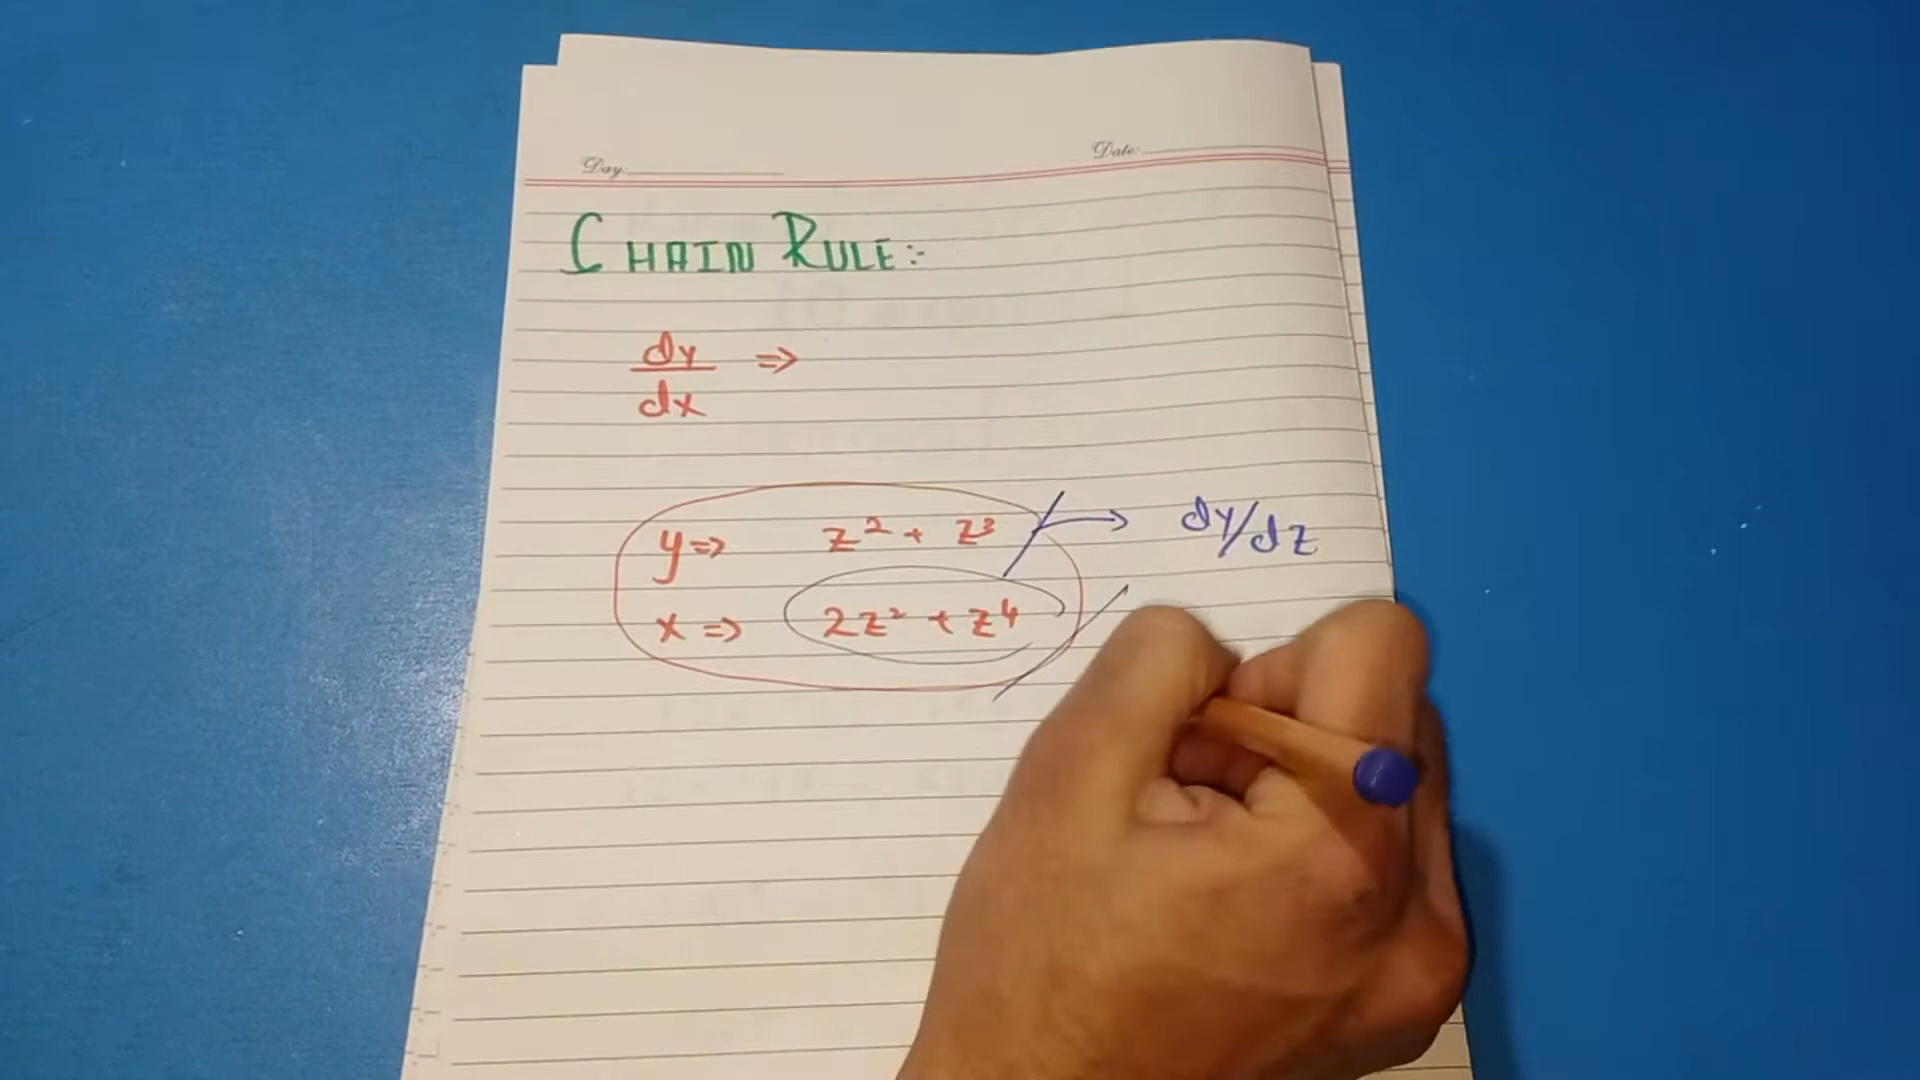 Day: Date:
CHAIN RULE:-
dy/dx ⇒
y ⇒ z² + z³ → dy/dz
x ⇒ 2z² + z⁴